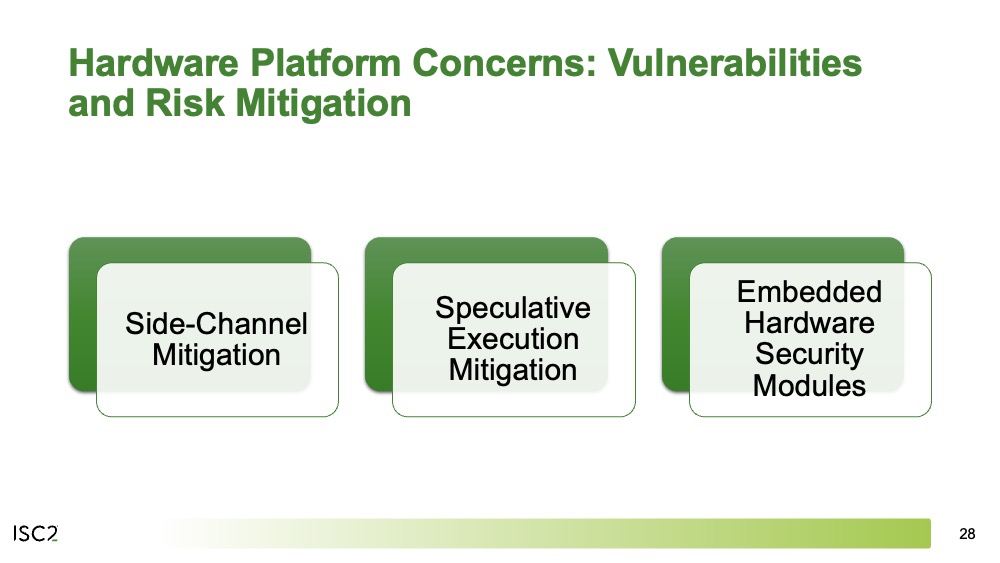 Hardware Platform Concerns: Vulnerabilities
and Risk Mitigation
Side-Channel
Mitigation
Speculative
Execution
Mitigation
Embedded
Hardware
Security
Modules
ISC2
28